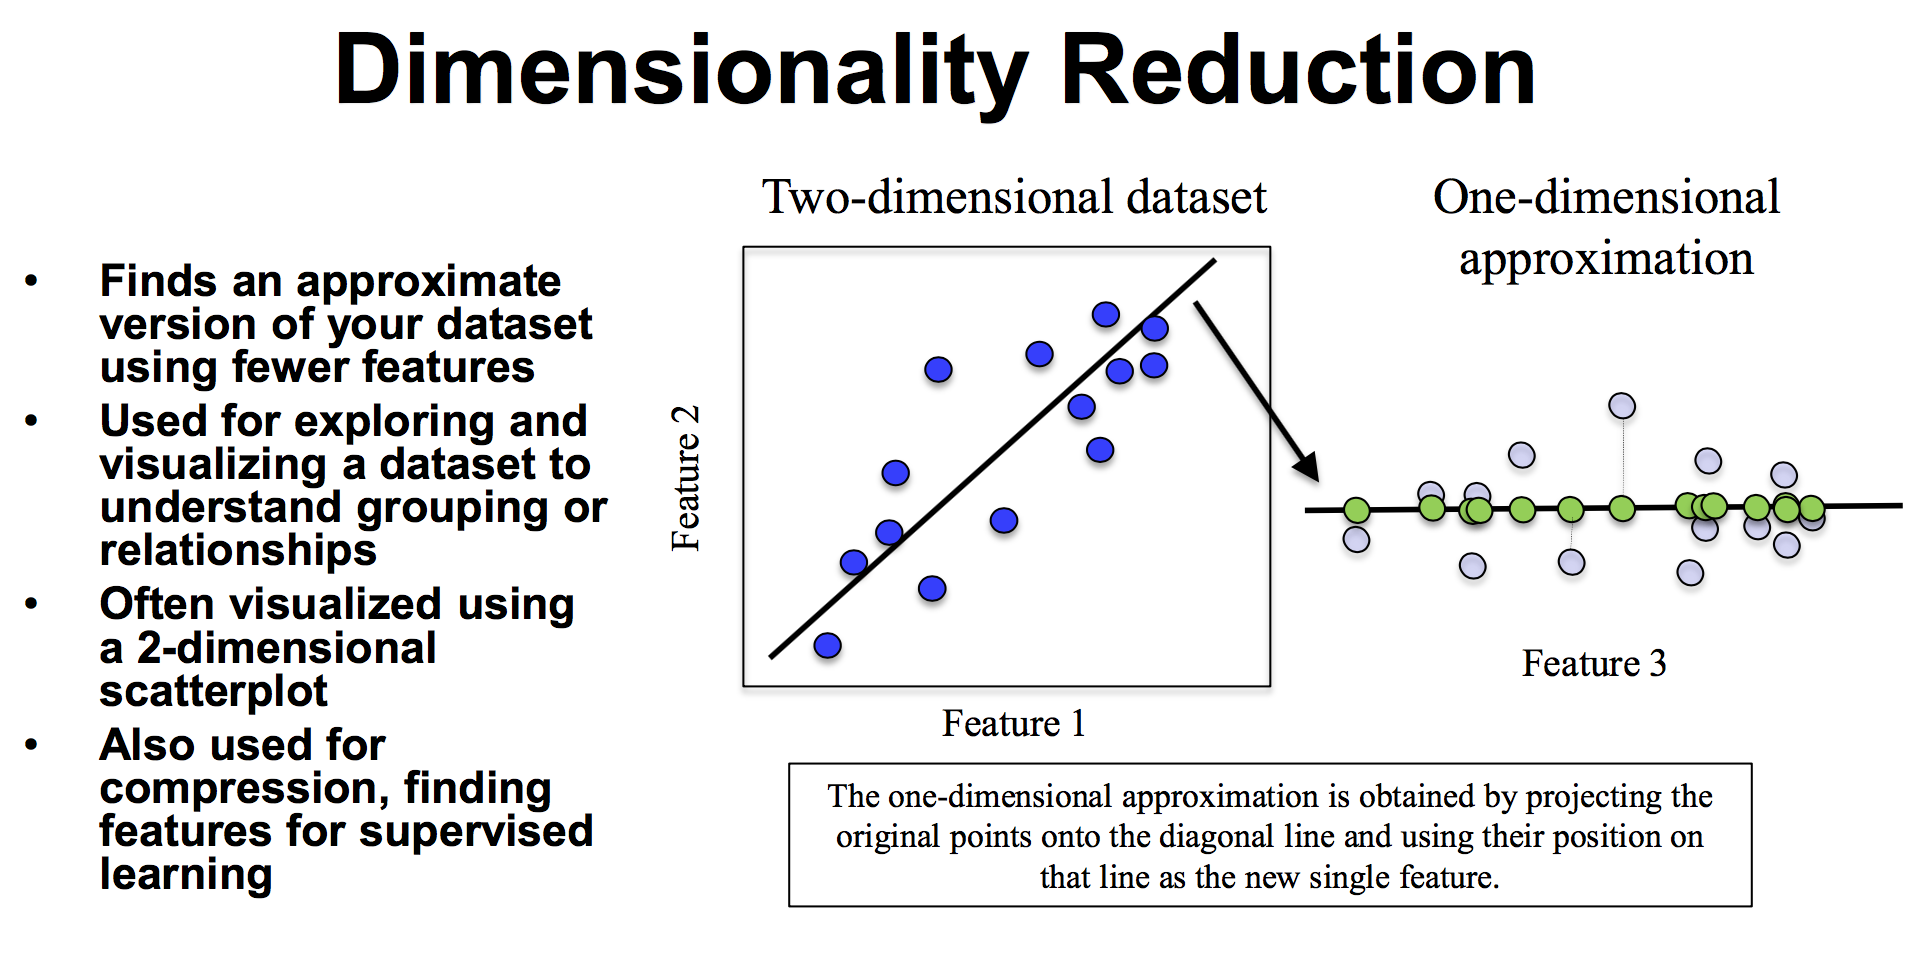 Dimensionality Reduction
• Finds an approximate
version of your dataset
using fewer features
• Used for exploring and
visualizing a dataset to
understand grouping or
relationships
• Often visualized using
a 2-dimensional
scatterplot
• Also used for
compression, finding
features for supervised
learning
Two-dimensional dataset
Feature 2
Feature 1
One-dimensional
approximation
Feature 3
The one-dimensional approximation is obtained by projecting the
original points onto the diagonal line and using their position on
that line as the new single feature.